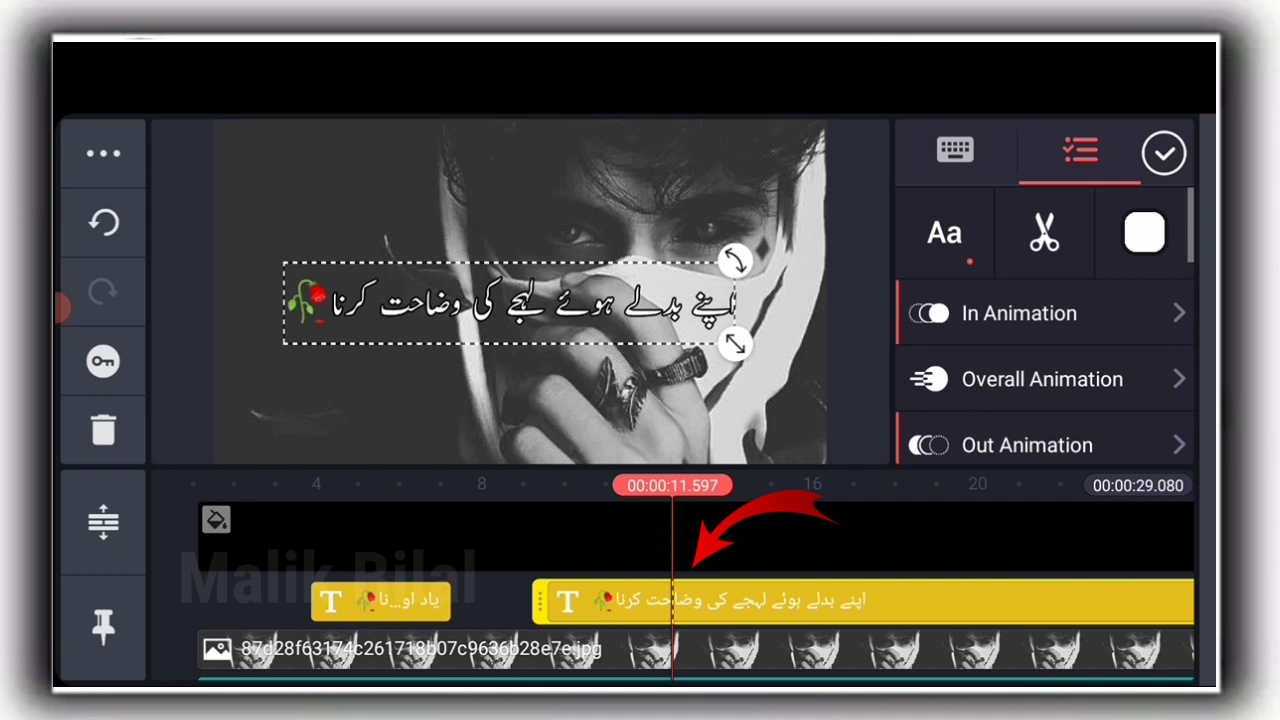 اپنے بدلے ہوئے لہجے کی وضاحت کرنا🥀
Aa
In Animation
Overall Animation
Out Animation
4
8
00:00:11.597
16
20
00:00:29.080
Malik Bilal
T یاد او...نا🥀
T اپنے بدلے ہوئے لہجے کی وضاحت کرنا🥀
87d28f63174c261718b07c9636b28e7e.jpg